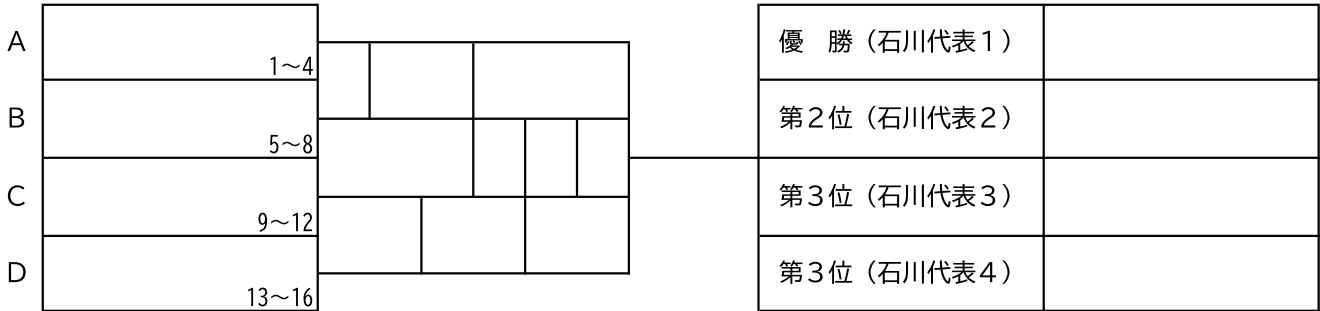 A
1～4
B
5～8
C
9～12
D
13～16
優　勝（石川代表１）
第２位（石川代表２）
第３位（石川代表３）
第３位（石川代表４）